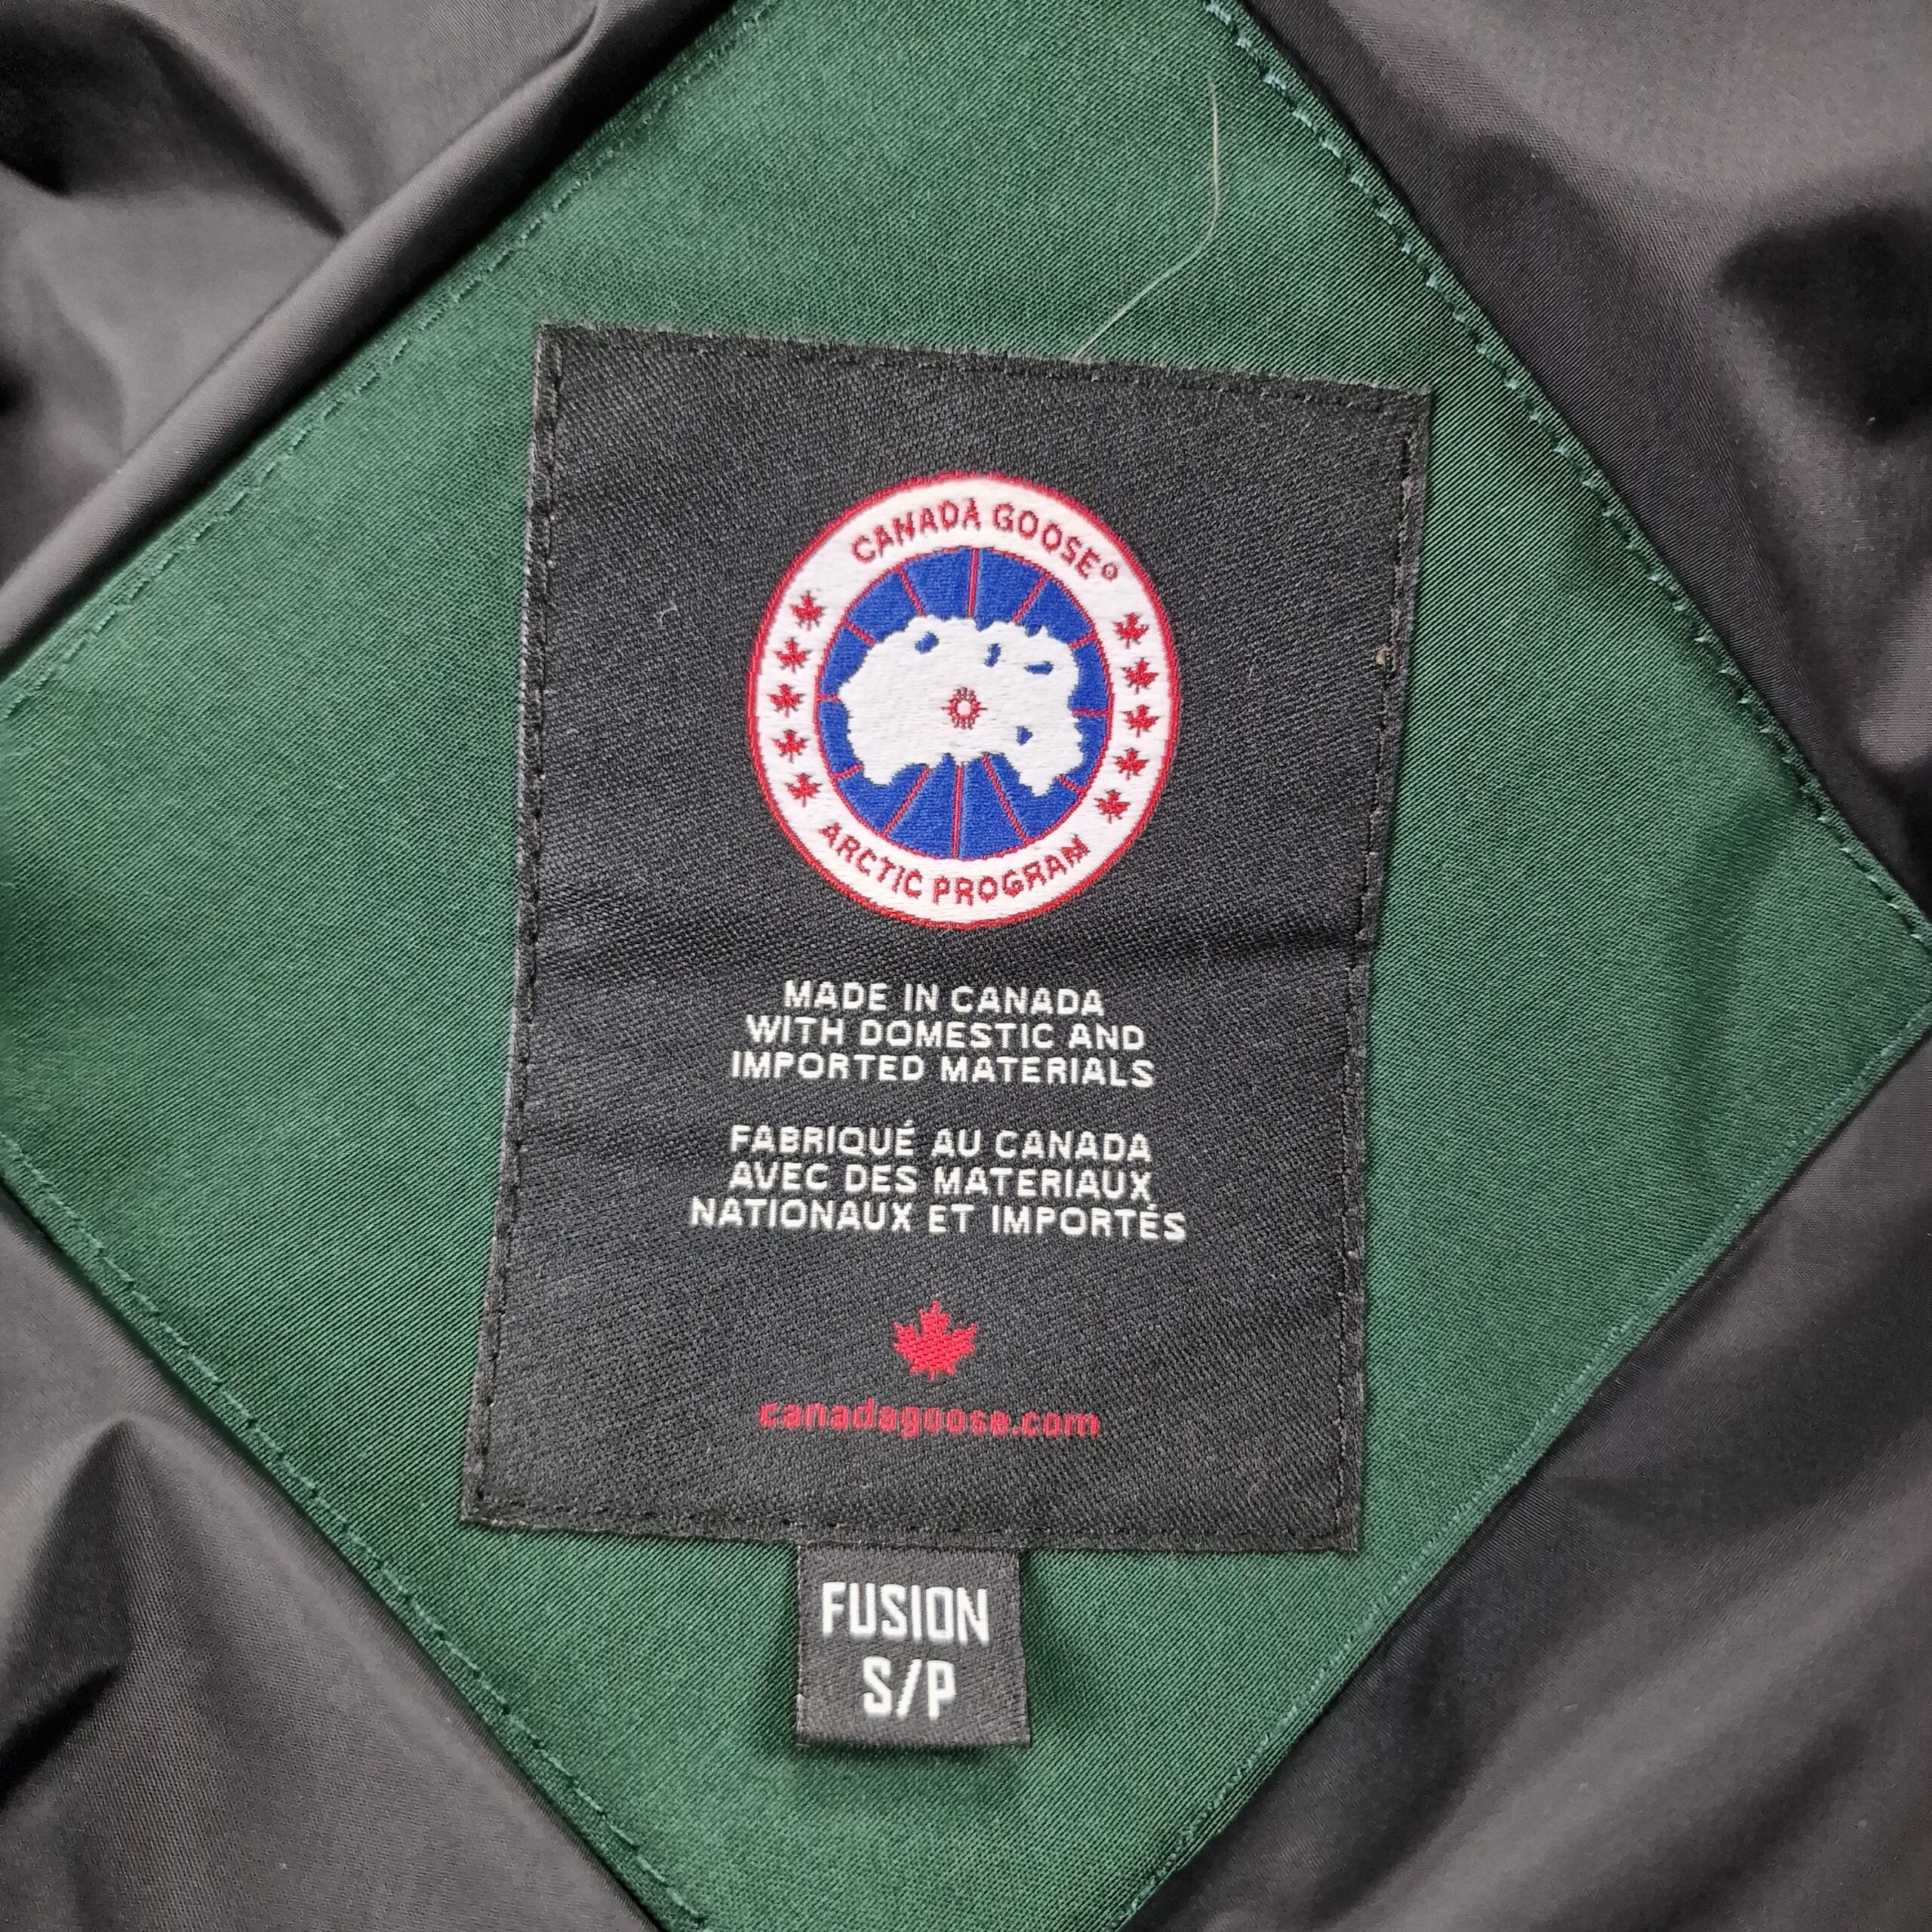 CANADA GOOSE®
ARCTIC PROGRAM
MADE IN CANADA
WITH DOMESTIC AND
IMPORTED MATERIALS
FABRIQUÉ AU CANADA
AVEC DES MATERIAUX
NATIONAUX ET IMPORTÉS
canadagoose.com
FUSION
S/P